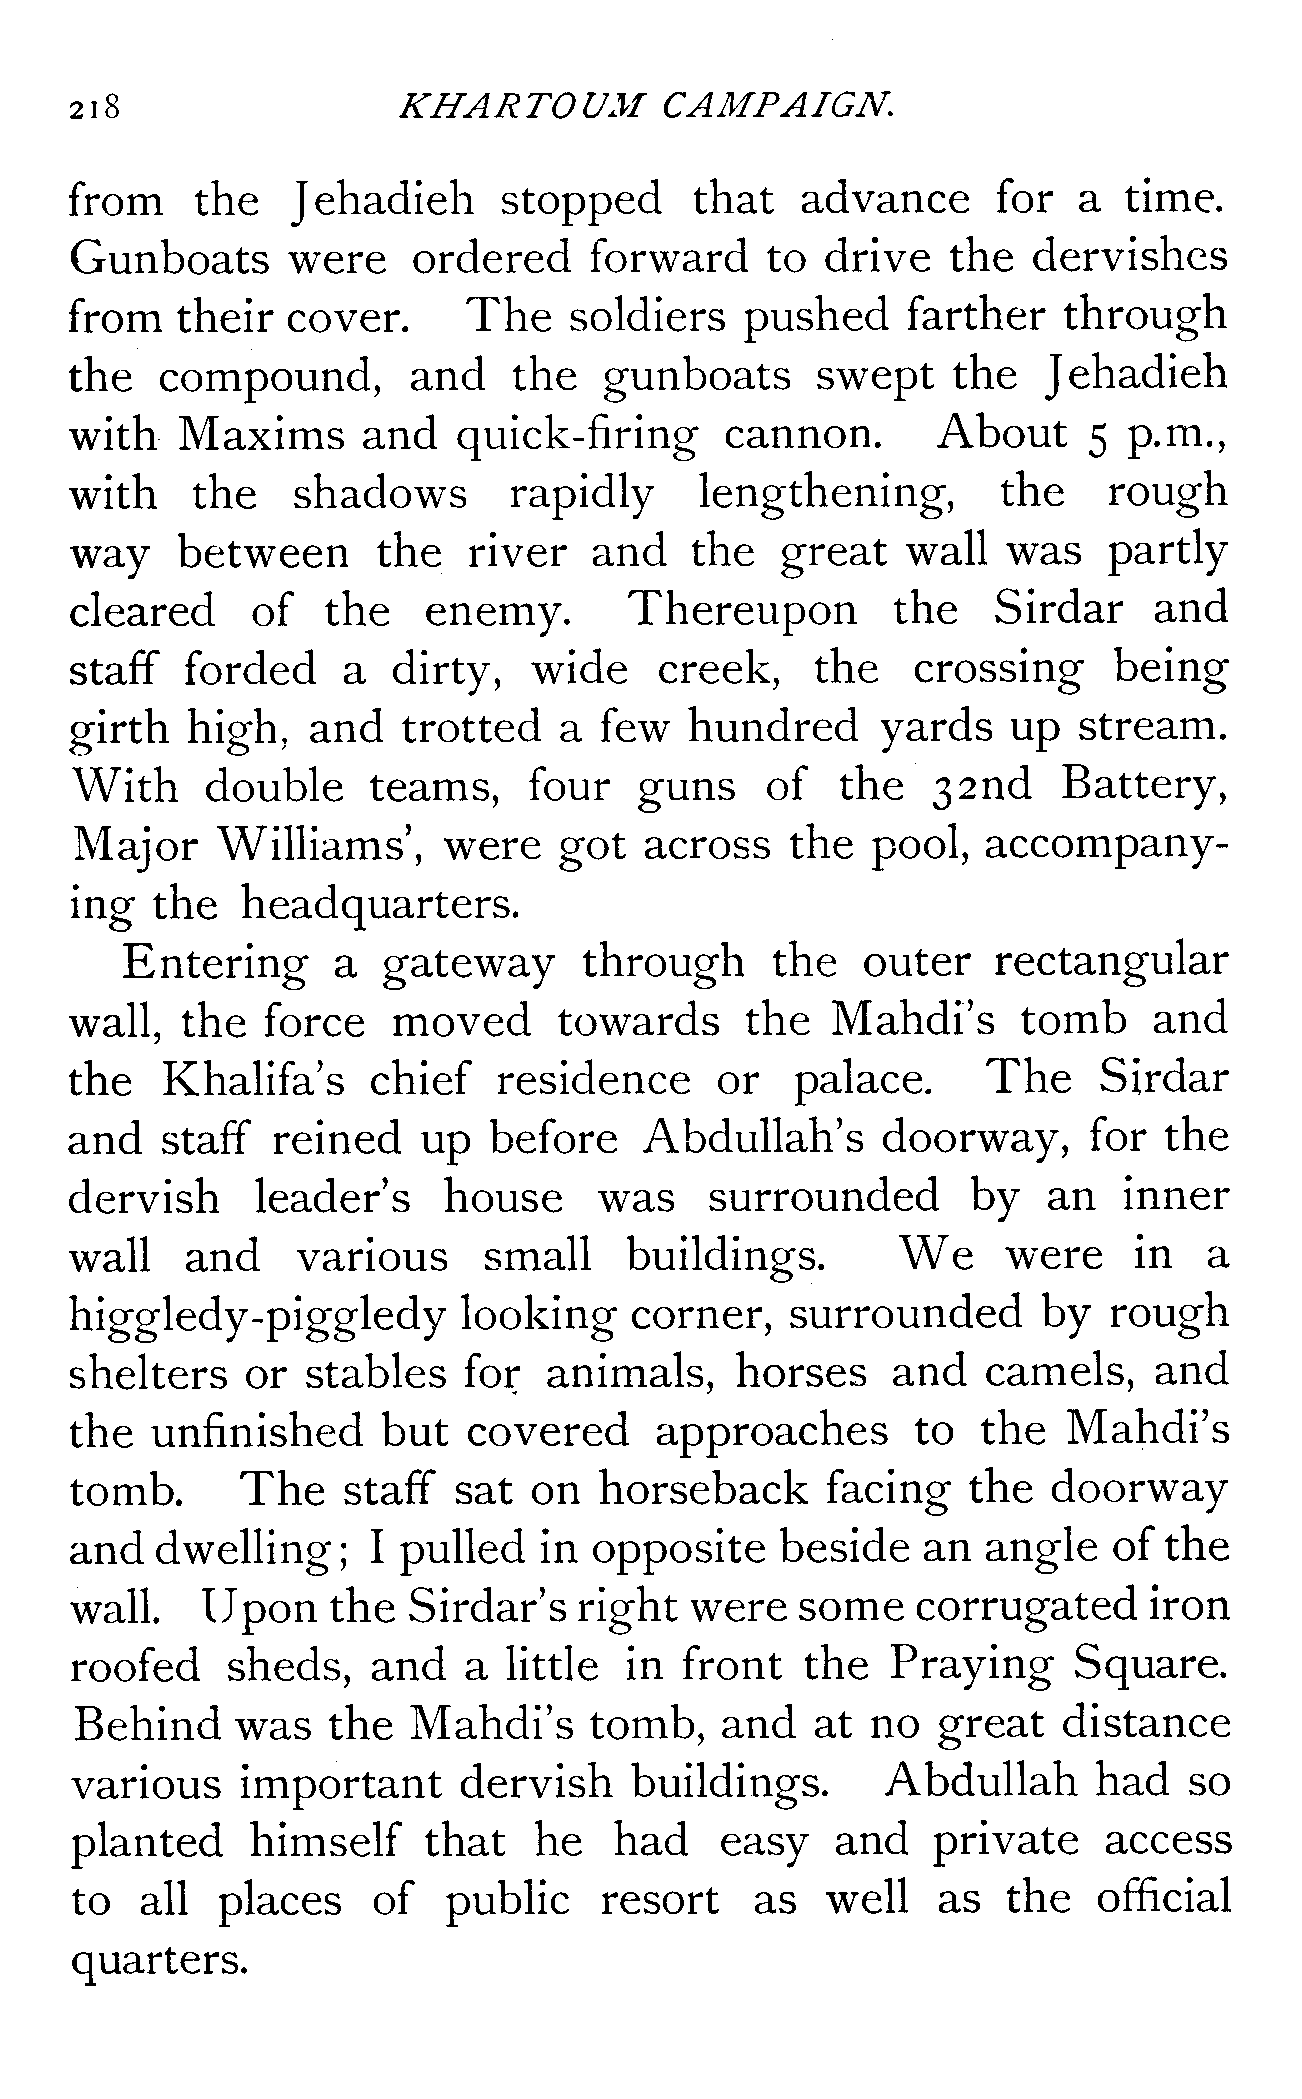 218 KHARTOUM CAMPAIGN.
from the Jehadieh stopped that advance for a time.
Gunboats were ordered forward to drive the dervishes
from their cover. The soldiers pushed farther through
the compound, and the gunboats swept the Jehadieh
with Maxims and quick-firing cannon. About 5 p.m.,
with the shadows rapidly lengthening, the rough
way between the river and the great wall was partly
cleared of the enemy. Thereupon the Sirdar and
staff forded a dirty, wide creek, the crossing being
girth high, and trotted a few hundred yards up stream.
With double teams, four guns of the 32nd Battery,
Major Williams', were got across the pool, accompany-
ing the headquarters.
Entering a gateway through the outer rectangular
wall, the force moved towards the Mahdi's tomb and
the Khalifa's chief residence or palace. The Sirdar
and staff reined up before Abdullah's doorway, for the
dervish leader's house was surrounded by an inner
wall and various small buildings. We were in a
higgledy-piggledy looking corner, surrounded by rough
shelters or stables for animals, horses and camels, and
the unfinished but covered approaches to the Mahdi's
tomb. The staff sat on horseback facing the doorway
and dwelling; I pulled in opposite beside an angle of the
wall. Upon the Sirdar's right were some corrugated iron
roofed sheds, and a little in front the Praying Square.
Behind was the Mahdi's tomb, and at no great distance
various important dervish buildings. Abdullah had so
planted himself that he had easy and private access
to all places of public resort as well as the official
quarters.